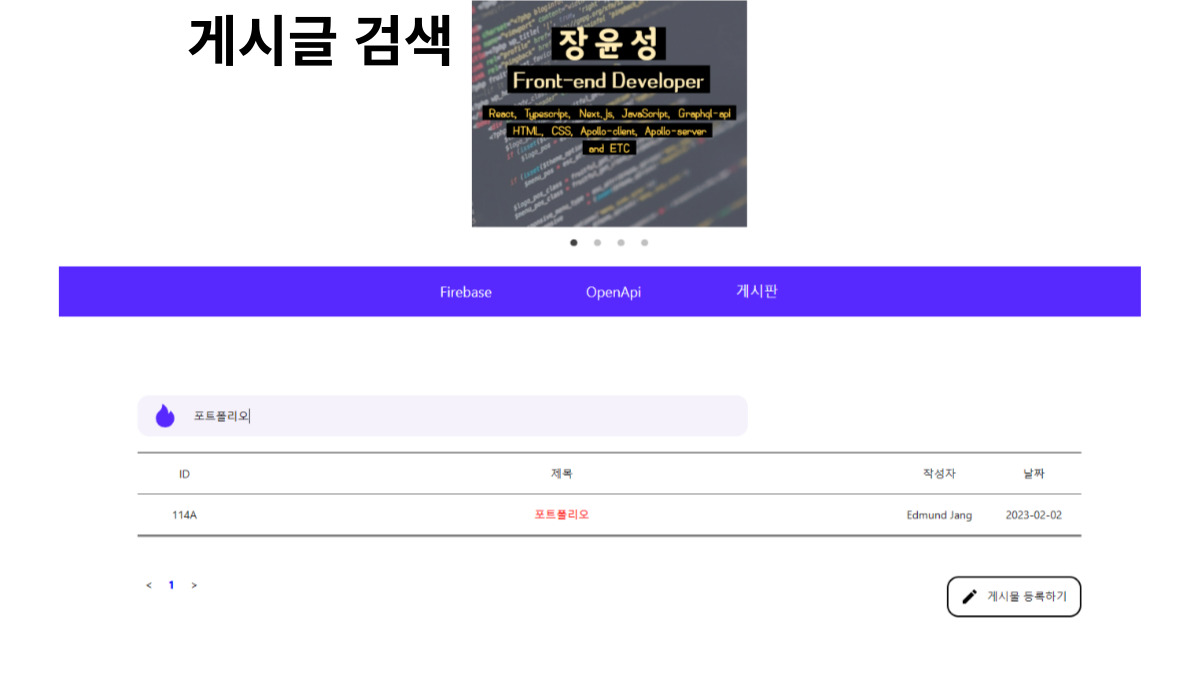 게시글 검색
장윤성
Front-end Developer
React, Typescript, Next.js, JavaScript, Graphql-api
HTML, CSS, Apollo-client, Apollo-server
and ETC
Firebase OpenApi 게시판
포트폴리오
ID 제목 작성자 날짜
114A 포트폴리오 Edmund Jang 2023-02-02
< 1 >
게시물 등록하기